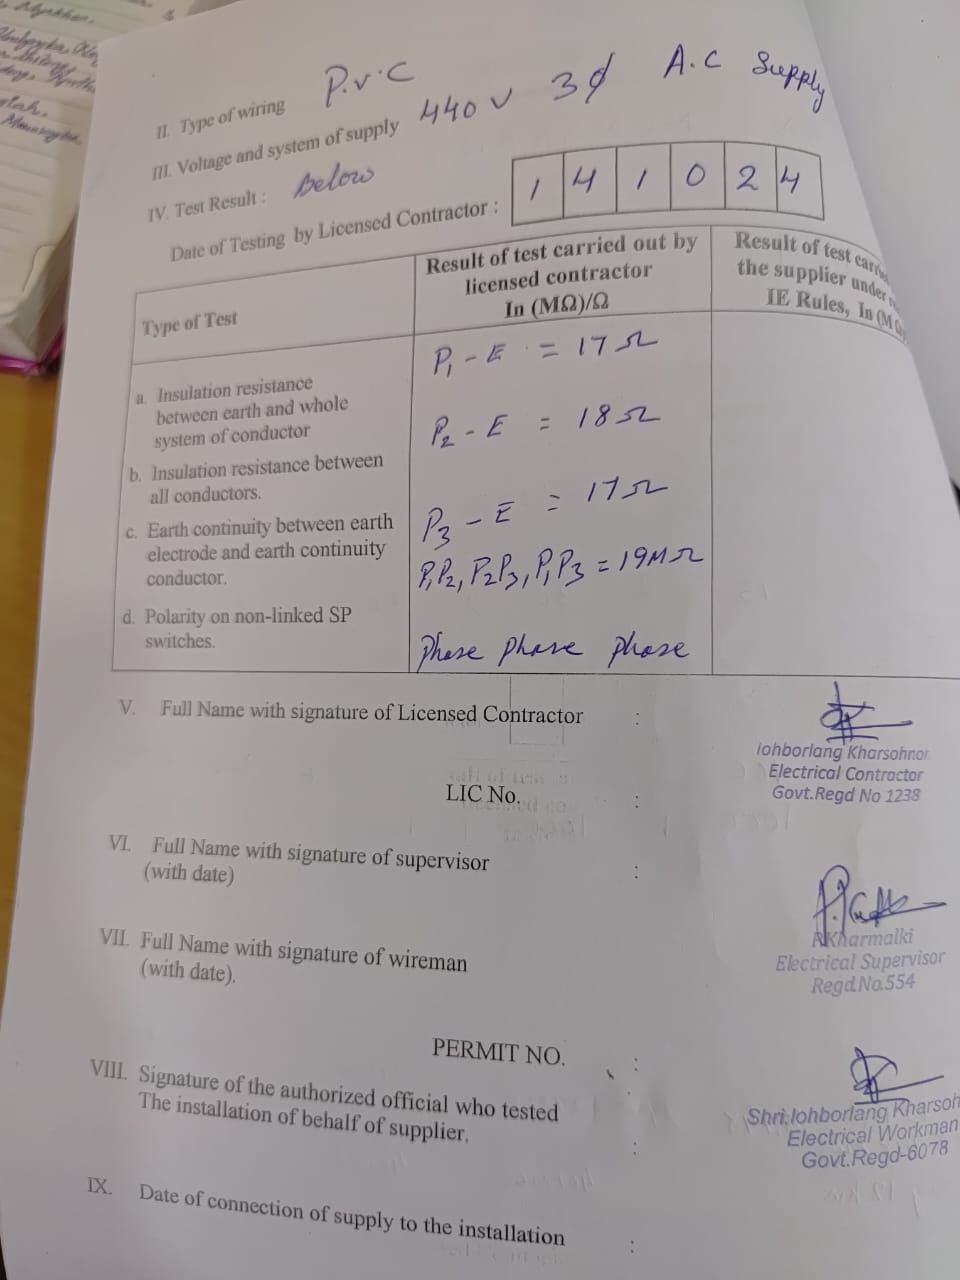 II. Type of wiring P.v.C
III. Voltage and system of supply 440 V 3φ A.C Supply
IV. Test Result : Below
Date of Testing by Licensed Contractor : 1 4 1 0 2 4
Type of Test
Result of test carried out by
licensed contractor
In (MΩ)/Ω
Result of test
the supplier under
IE Rules, In
a. Insulation resistance
between earth and whole
system of conductor
b. Insulation resistance between
all conductors.
c. Earth continuity between earth
electrode and earth continuity
conductor.
d. Polarity on non-linked SP
switches.
P1 - E = 17 Ω
P2 - E = 18 Ω
P3 - E = 17 Ω
P1P2, P2P3, P1P3 = 19MΩ
phase phase phase
V. Full Name with signature of Licensed Contractor :
Iohborlang Kharsohnor
Electrical Contractor
Govt.Regd No 1238
LIC No. :
VI. Full Name with signature of supervisor :
(with date)
Kharmalki
Electrical Supervisor
Regd.No.554
VII. Full Name with signature of wireman
(with date).
PERMIT NO. :
Shri.Iohborlang
Electrical Workman
Govt.Regd-6078
VIII. Signature of the authorized official who tested
The installation of behalf of supplier. :
IX. Date of connection of supply to the installation :